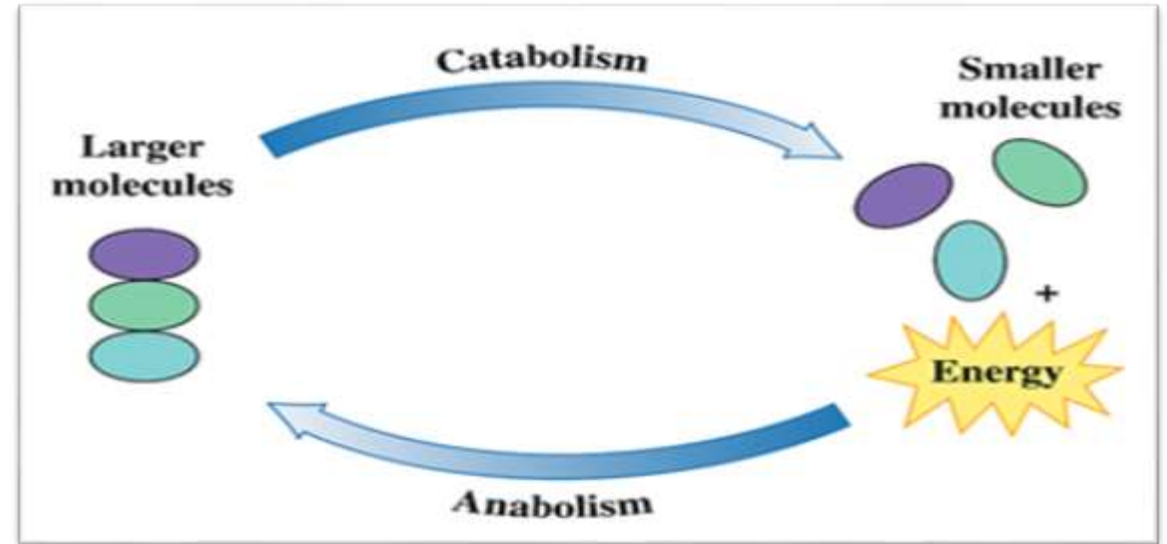 Catabolism
Larger
molecules
Smaller
molecules
+
Energy
Anabolism